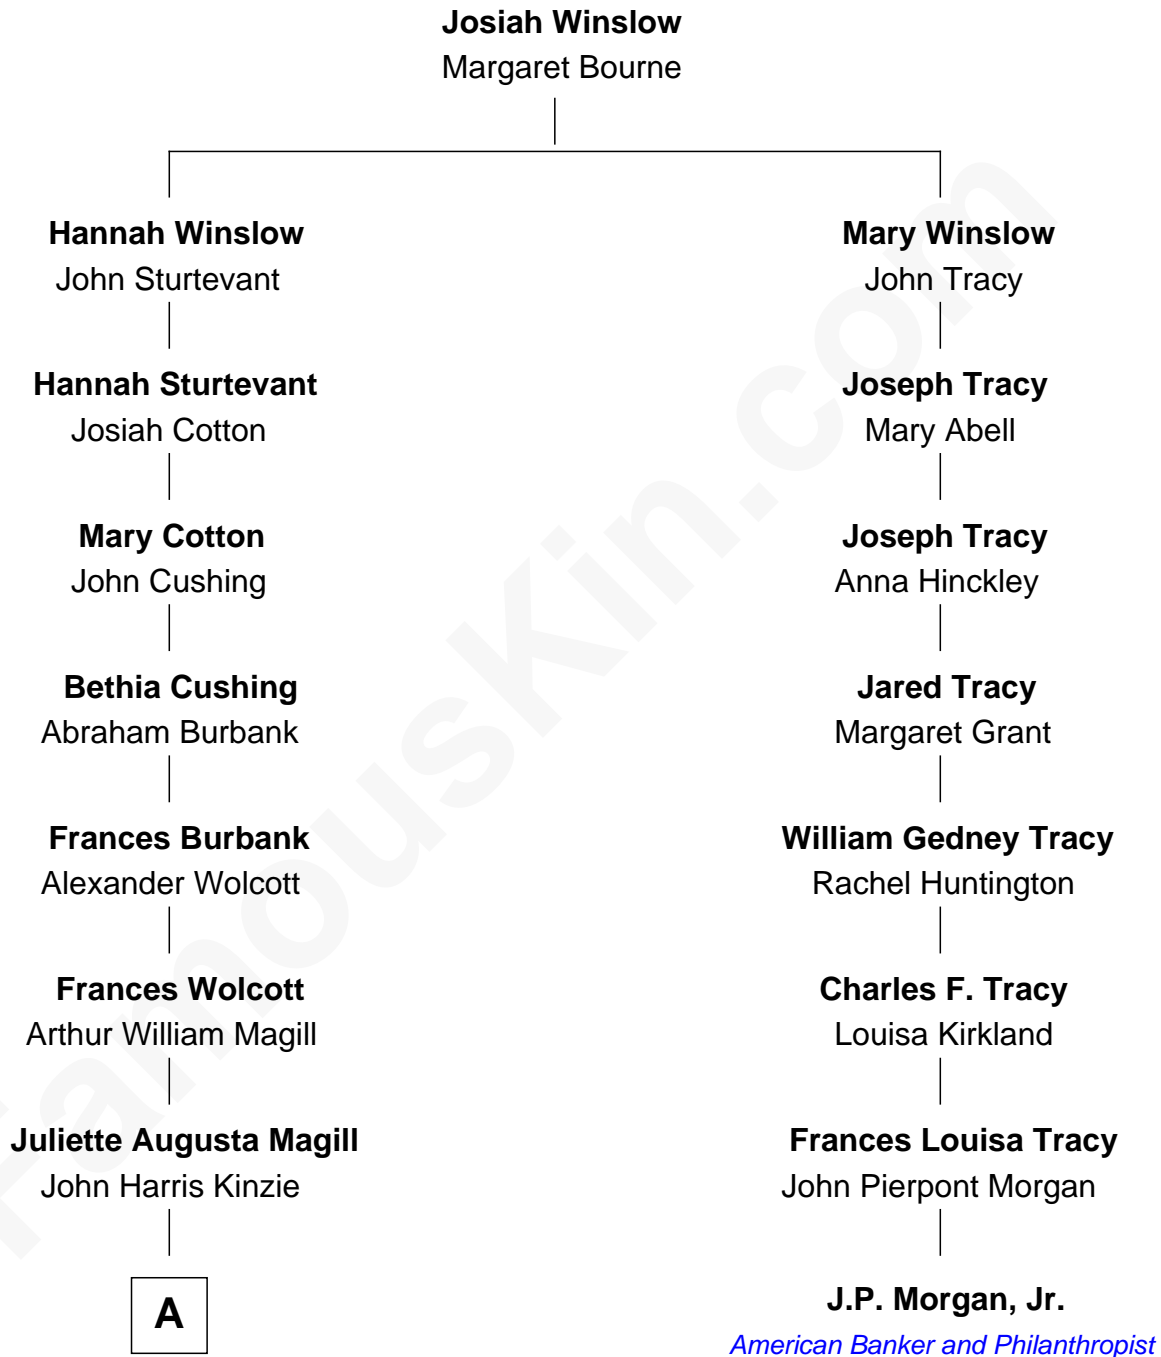 Josiah Winslow
Margaret Bourne
Hannah Winslow
John Sturtevant
Mary Winslow
John Tracy
Hannah Sturtevant
Josiah Cotton
Joseph Tracy
Mary Abell
Mary Cotton
John Cushing
Joseph Tracy
Anna Hinckley
Bethia Cushing
Abraham Burbank
Jared Tracy
Margaret Grant
Frances Burbank
Alexander Wolcott
William Gedney Tracy
Rachel Huntington
Frances Wolcott
Arthur William Magill
Charles F. Tracy
Louisa Kirkland
Juliette Augusta Magill
John Harris Kinzie
Frances Louisa Tracy
John Pierpont Morgan
A
J.P. Morgan, Jr.
American Banker and Philanthropist
FamousKin.com